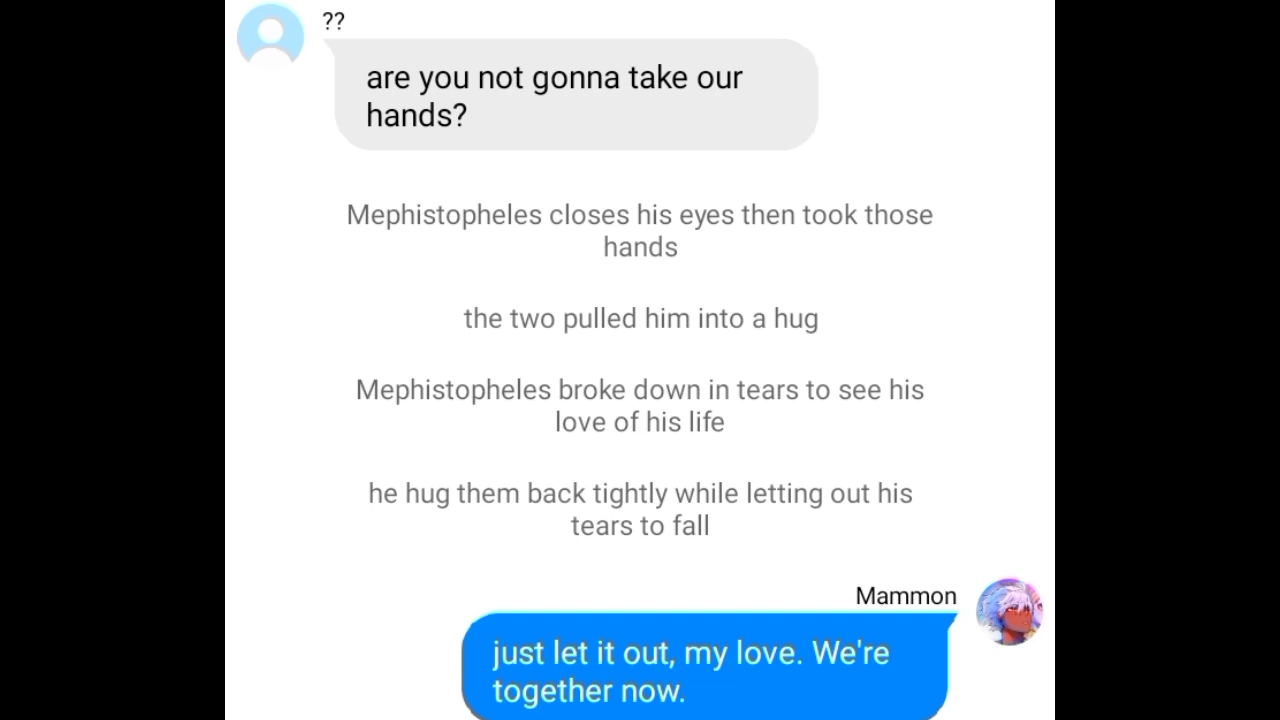 ??
are you not gonna take our
hands?
Mephistopheles closes his eyes then took those
hands
the two pulled him into a hug
Mephistopheles broke down in tears to see his
love of his life
he hug them back tightly while letting out his
tears to fall
Mammon
just let it out, my love. We're
together now.